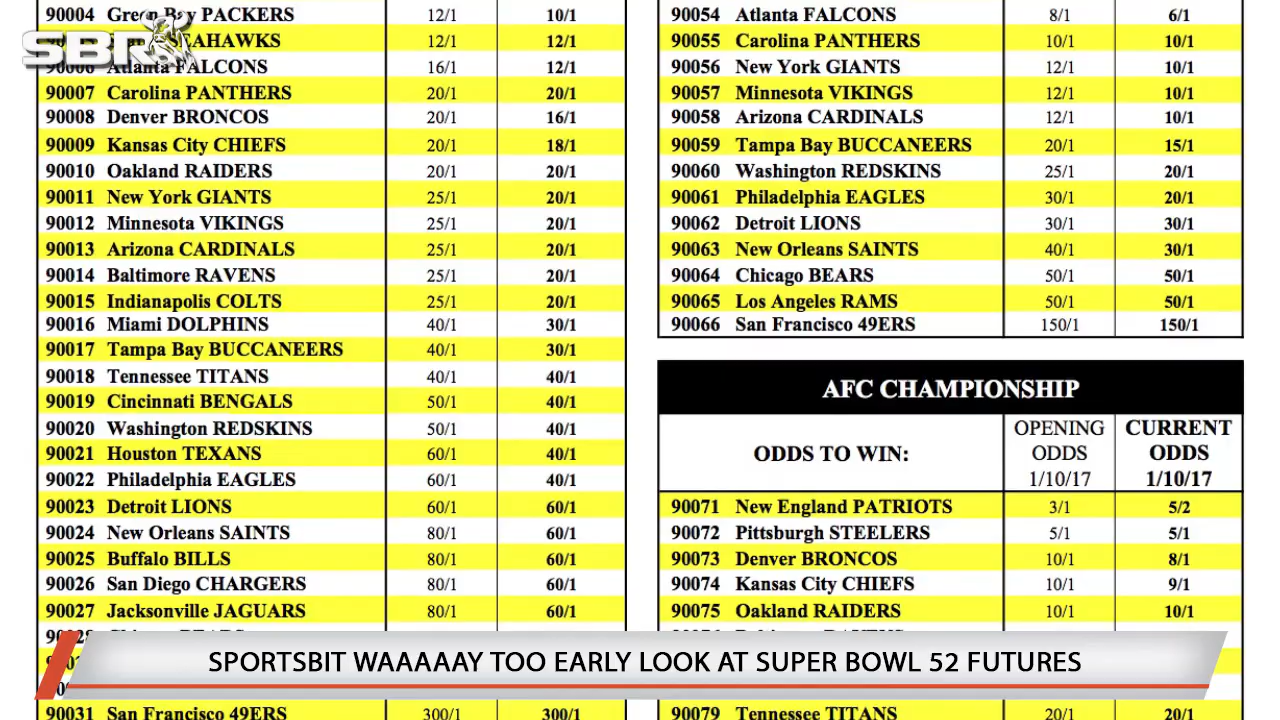 SBR
90004 Green Bay PACKERS 12/1 10/1
SEAHAWKS 12/1 12/1
90006 Atlanta FALCONS 16/1 12/1
90007 Carolina PANTHERS 20/1 20/1
90008 Denver BRONCOS 20/1 16/1
90009 Kansas City CHIEFS 20/1 18/1
90010 Oakland RAIDERS 20/1 20/1
90011 New York GIANTS 25/1 20/1
90012 Minnesota VIKINGS 25/1 20/1
90013 Arizona CARDINALS 25/1 20/1
90014 Baltimore RAVENS 25/1 20/1
90015 Indianapolis COLTS 25/1 20/1
90016 Miami DOLPHINS 40/1 30/1
90017 Tampa Bay BUCCANEERS 40/1 30/1
90018 Tennessee TITANS 40/1 40/1
90019 Cincinnati BENGALS 50/1 40/1
90020 Washington REDSKINS 50/1 40/1
90021 Houston TEXANS 60/1 40/1
90022 Philadelphia EAGLES 60/1 40/1
90023 Detroit LIONS 60/1 60/1
90024 New Orleans SAINTS 80/1 60/1
90025 Buffalo BILLS 80/1 60/1
90026 San Diego CHARGERS 80/1 60/1
90027 Jacksonville JAGUARS 80/1 60/1
90031 San Francisco 49ERS 300/1 300/1
90054 Atlanta FALCONS 8/1 6/1
90055 Carolina PANTHERS 10/1 10/1
90056 New York GIANTS 12/1 10/1
90057 Minnesota VIKINGS 12/1 10/1
90058 Arizona CARDINALS 12/1 10/1
90059 Tampa Bay BUCCANEERS 20/1 15/1
90060 Washington REDSKINS 25/1 20/1
90061 Philadelphia EAGLES 30/1 20/1
90062 Detroit LIONS 30/1 30/1
90063 New Orleans SAINTS 40/1 30/1
90064 Chicago BEARS 50/1 50/1
90065 Los Angeles RAMS 50/1 50/1
90066 San Francisco 49ERS 150/1 150/1
AFC CHAMPIONSHIP
ODDS TO WIN:
OPENING ODDS 1/10/17
CURRENT ODDS 1/10/17
90071 New England PATRIOTS 3/1 5/2
90072 Pittsburgh STEELERS 5/1 5/1
90073 Denver BRONCOS 10/1 8/1
90074 Kansas City CHIEFS 10/1 9/1
90075 Oakland RAIDERS 10/1 10/1
90079 Tennessee TITANS 20/1 20/1
SPORTSBIT WAAAAAY TOO EARLY LOOK AT SUPER BOWL 52 FUTURES